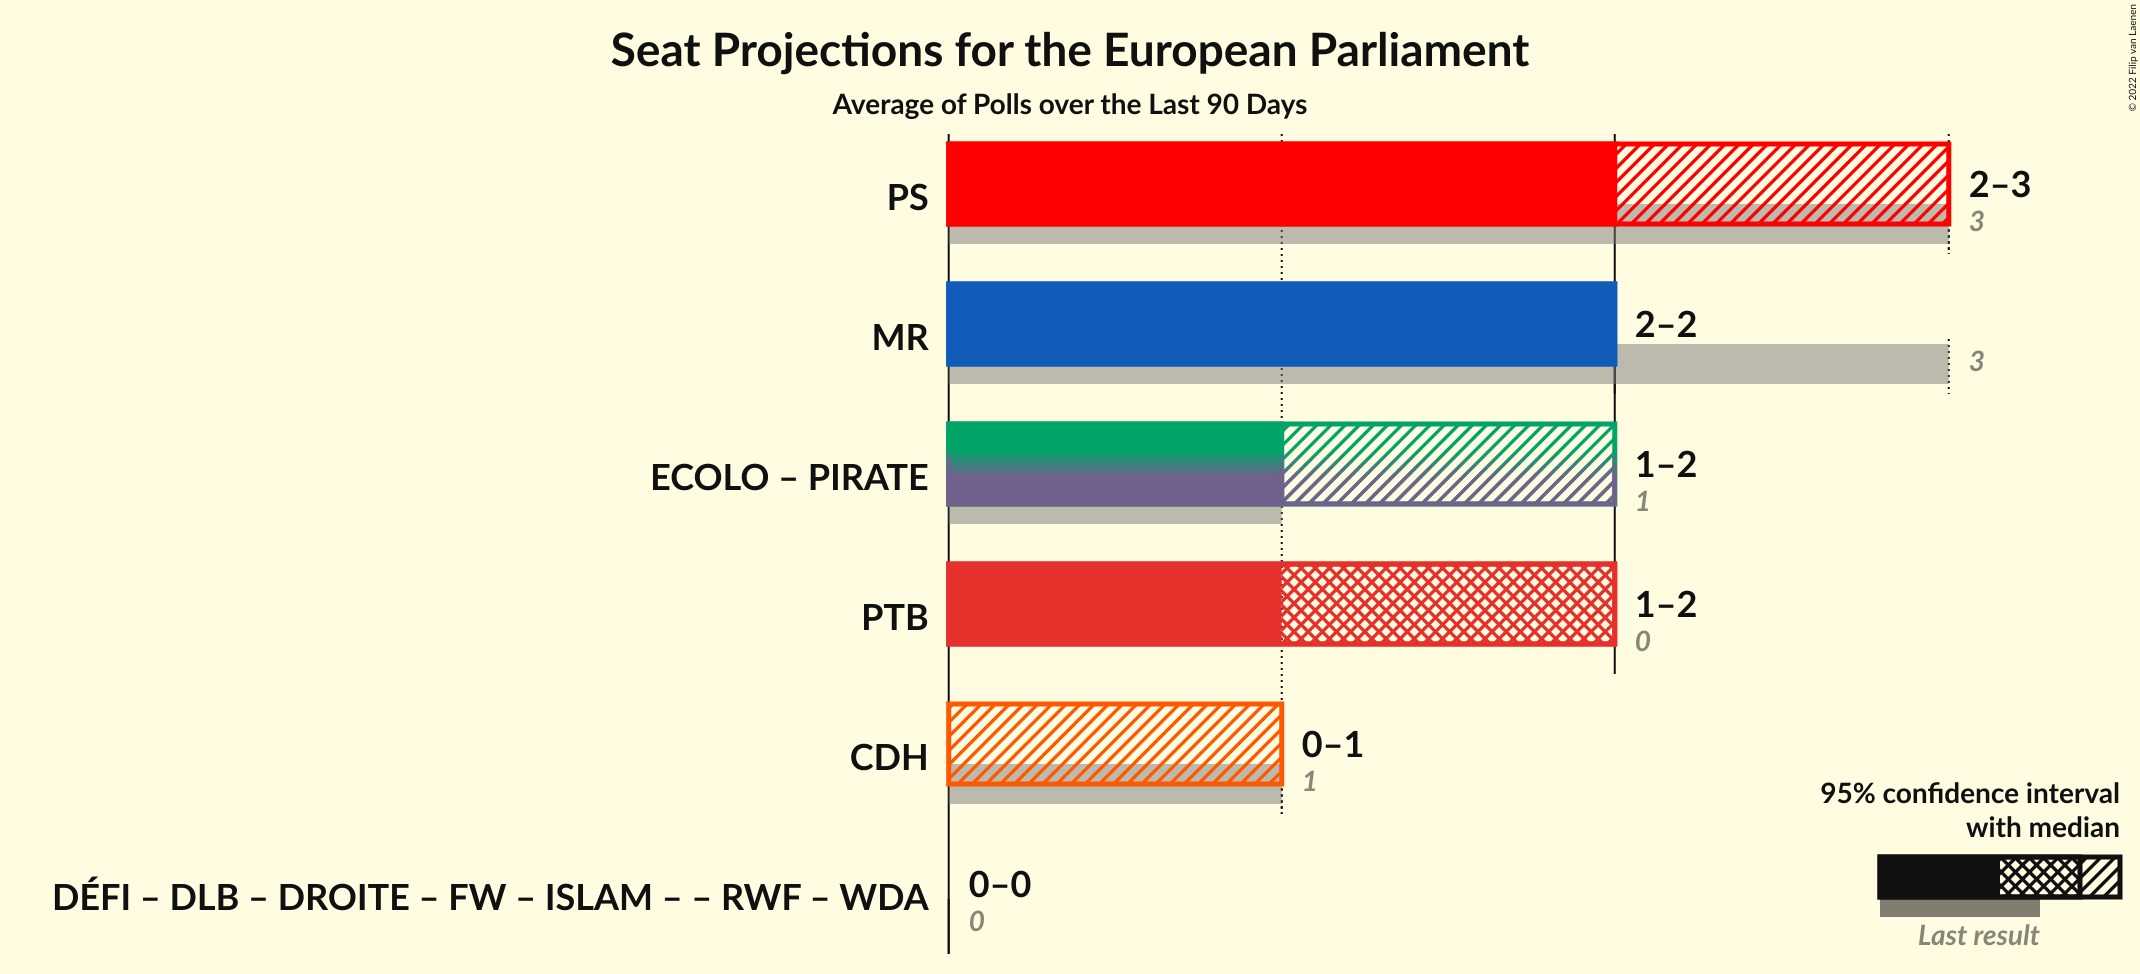 Seat Projections for the European Parliament
Average of Polls over the Last 90 Days
© 2022 Filip van Laenen
PS
2–3
3
MR
2–2
3
ECOLO – PIRATE
1–2
1
PTB
1–2
0
CDH
0–1
1
DÉFI – DLB – DROITE – FW – ISLAM – – RWF – WDA
0–0
0
95% confidence interval
with median
Last result